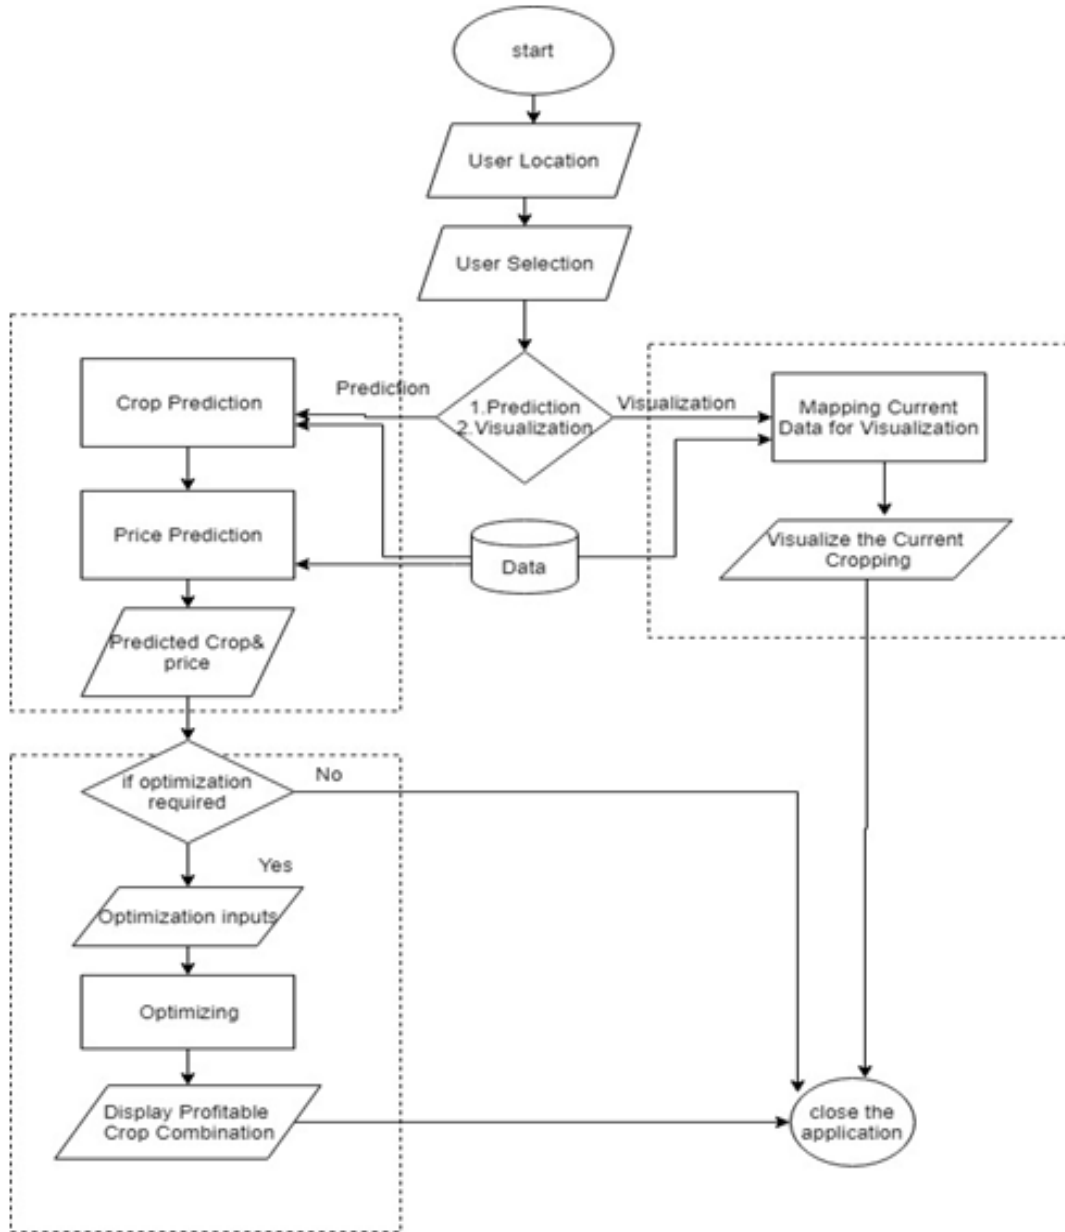 start
User Location
User Selection
Prediction
1.Prediction
2.Visualization
Visualization
Crop Prediction
Mapping Current
Data for Visualization
Price Prediction
Data
Visualize the Current
Cropping
Predicted Crop&
price
if optimization
required
No
Yes
Optimization inputs
Optimizing
Display Profitable
Crop Combination
close the
application